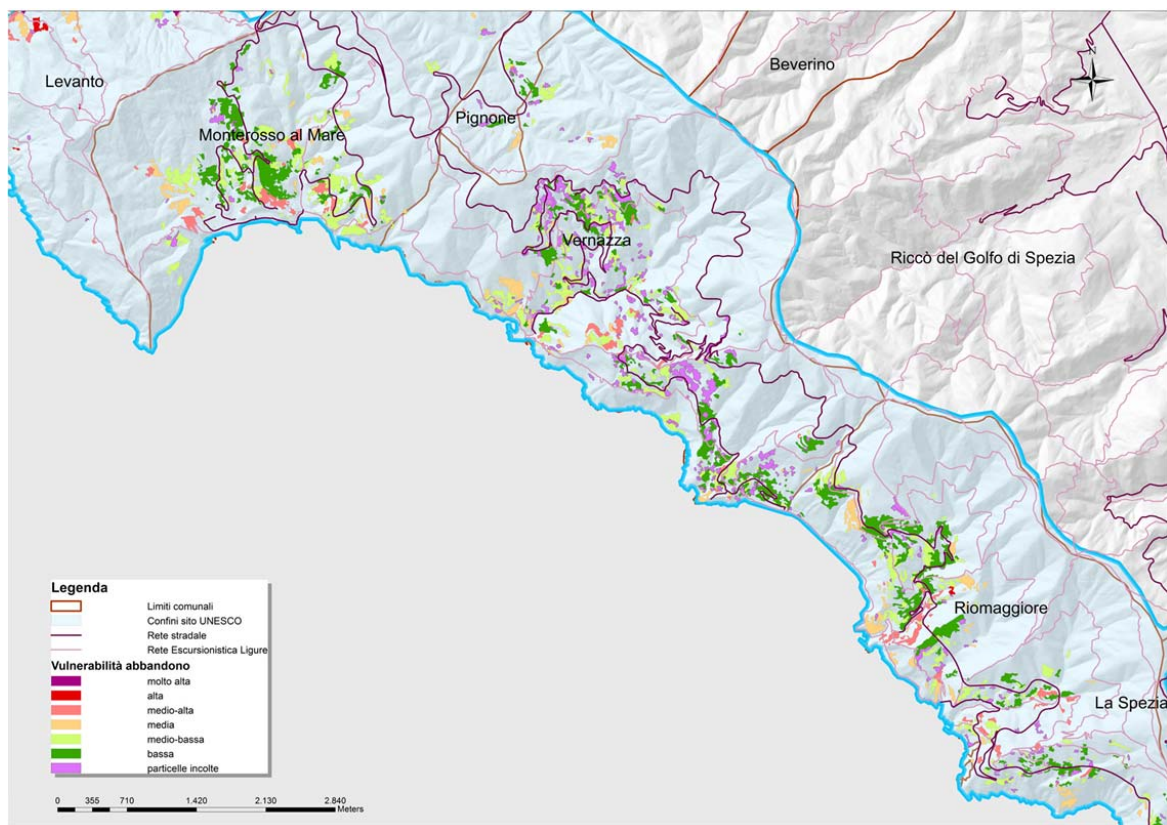 Levanto
Beverino
Pignone
Monterosso al Mare
Vernazza
Riccò del Golfo di Spezia
Riomaggiore
La Spezia
Legenda
Limiti comunali
Confini sito UNESCO
Rete stradale
Rete Escursionistica Ligure
Vulnerabilità abbandono
molto alta
alta
medio-alta
media
medio-bassa
bassa
particelle incolte
0 355 710 1.420 2.130 2.840
Meters